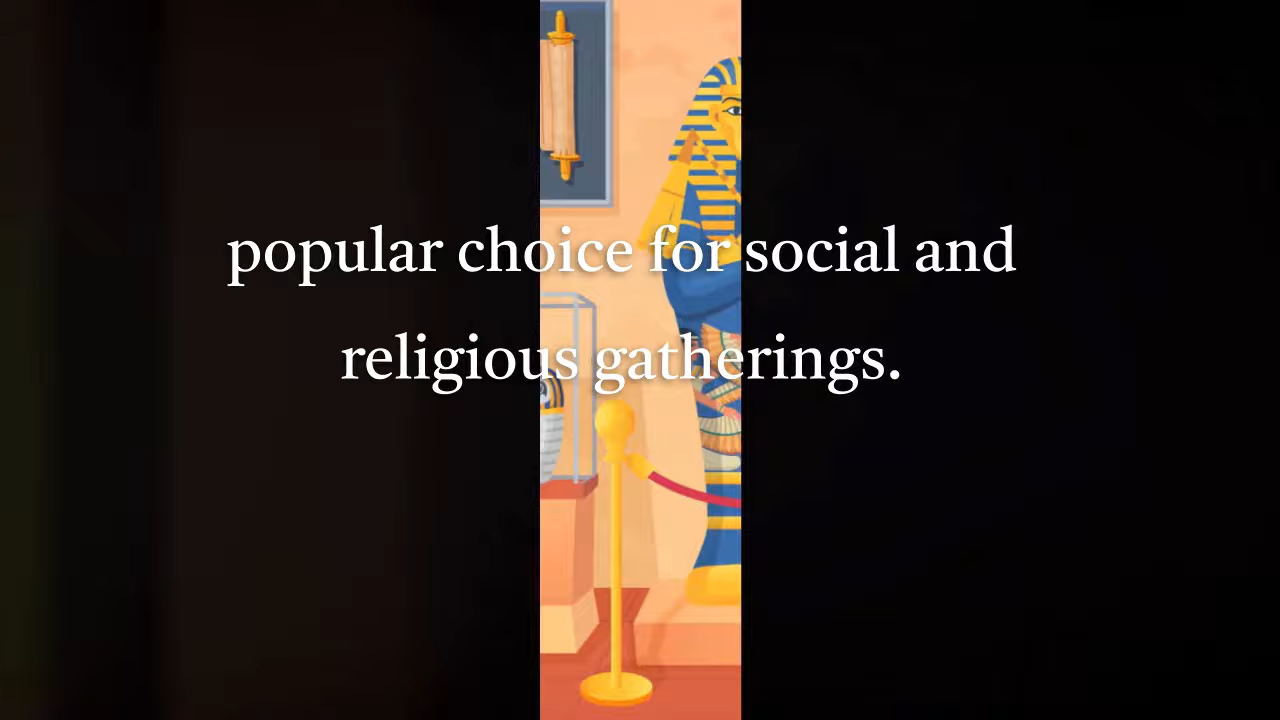 popular choice for social and
religious gatherings.